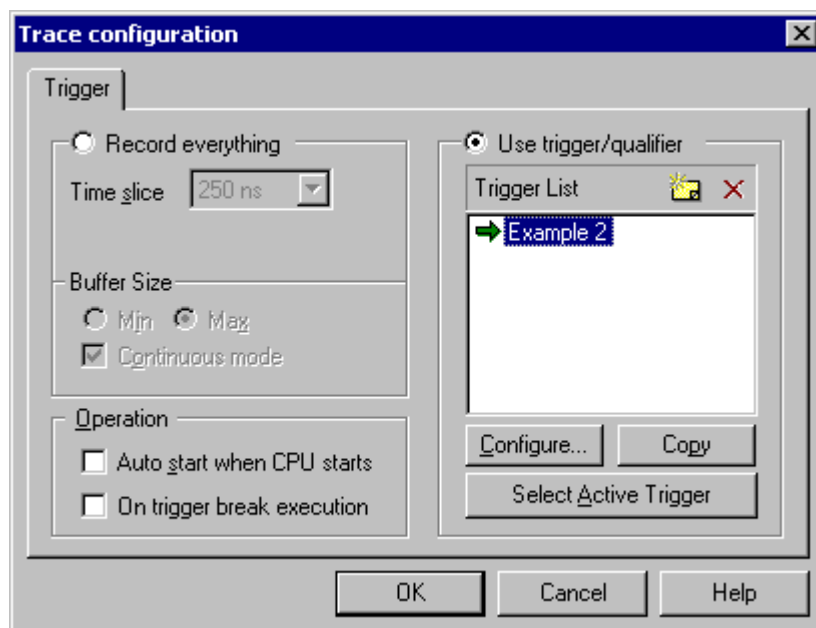 Trace configuration
Trigger
Record everything
Time slice 250 ns
Buffer Size
Min Max
Continuous mode
Operation
Auto start when CPU starts
On trigger break execution
Use trigger/qualifier
Trigger List
Example 2
Configure... Copy
Select Active Trigger
OK Cancel Help